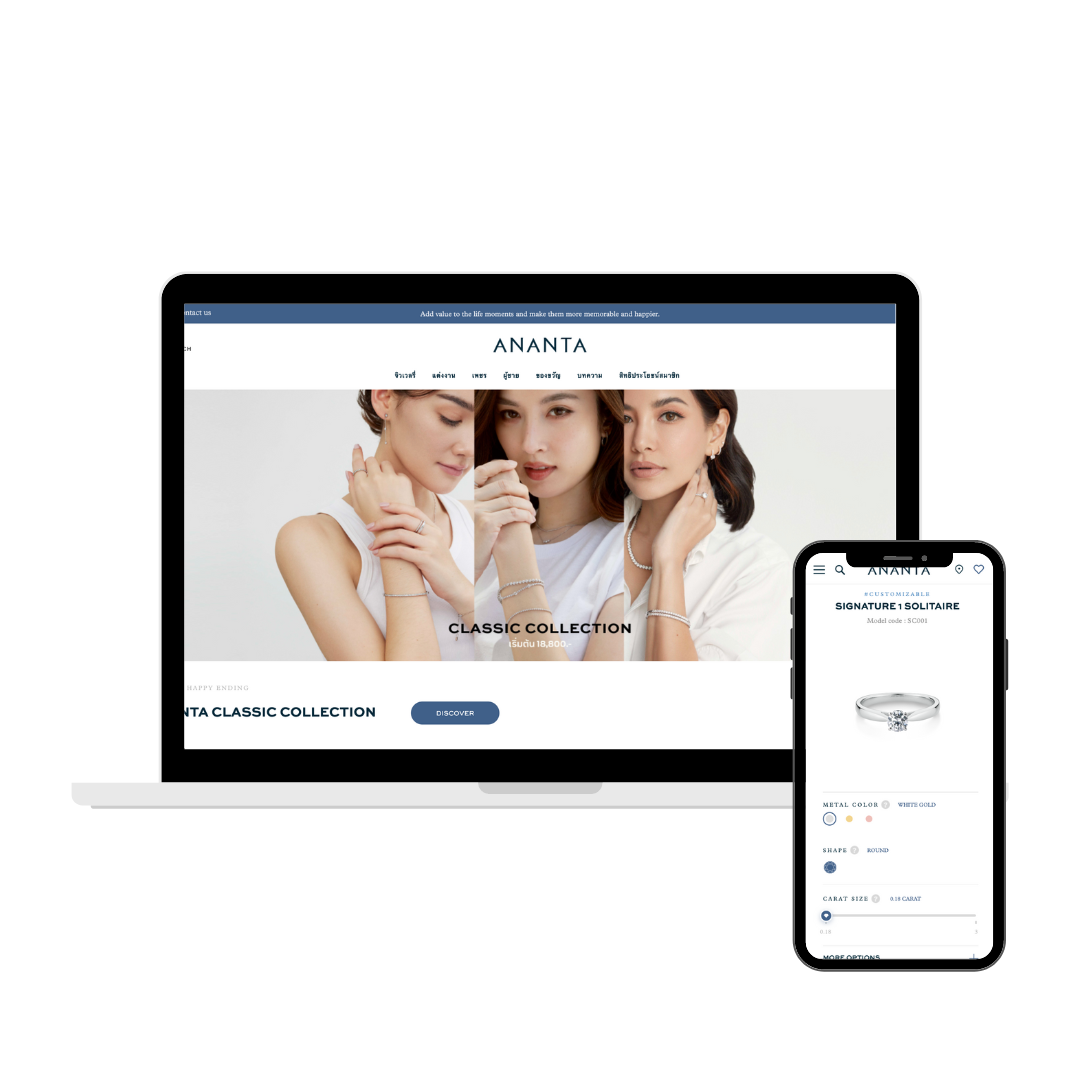 ontact us
Add value to the life moments and make them more memorable and happier.
CH
ANANTA
จิวเวลรี่ แต่งงาน เพชร ผู้ชาย ของขวัญ บทความ สิทธิประโยชน์สมาชิก
CLASSIC COLLECTION
เริ่มต้น 18,800.-
HAPPY ENDING
NTA CLASSIC COLLECTION
DISCOVER
ANANTA
#CUSTOMIZABLE
SIGNATURE 1 SOLITAIRE
Model code : SC001
METAL COLOR ? WHITE GOLD
SHAPE ? ROUND
CARAT SIZE ? 0.18 CARAT
0.18 3
MORE OPTIONS +